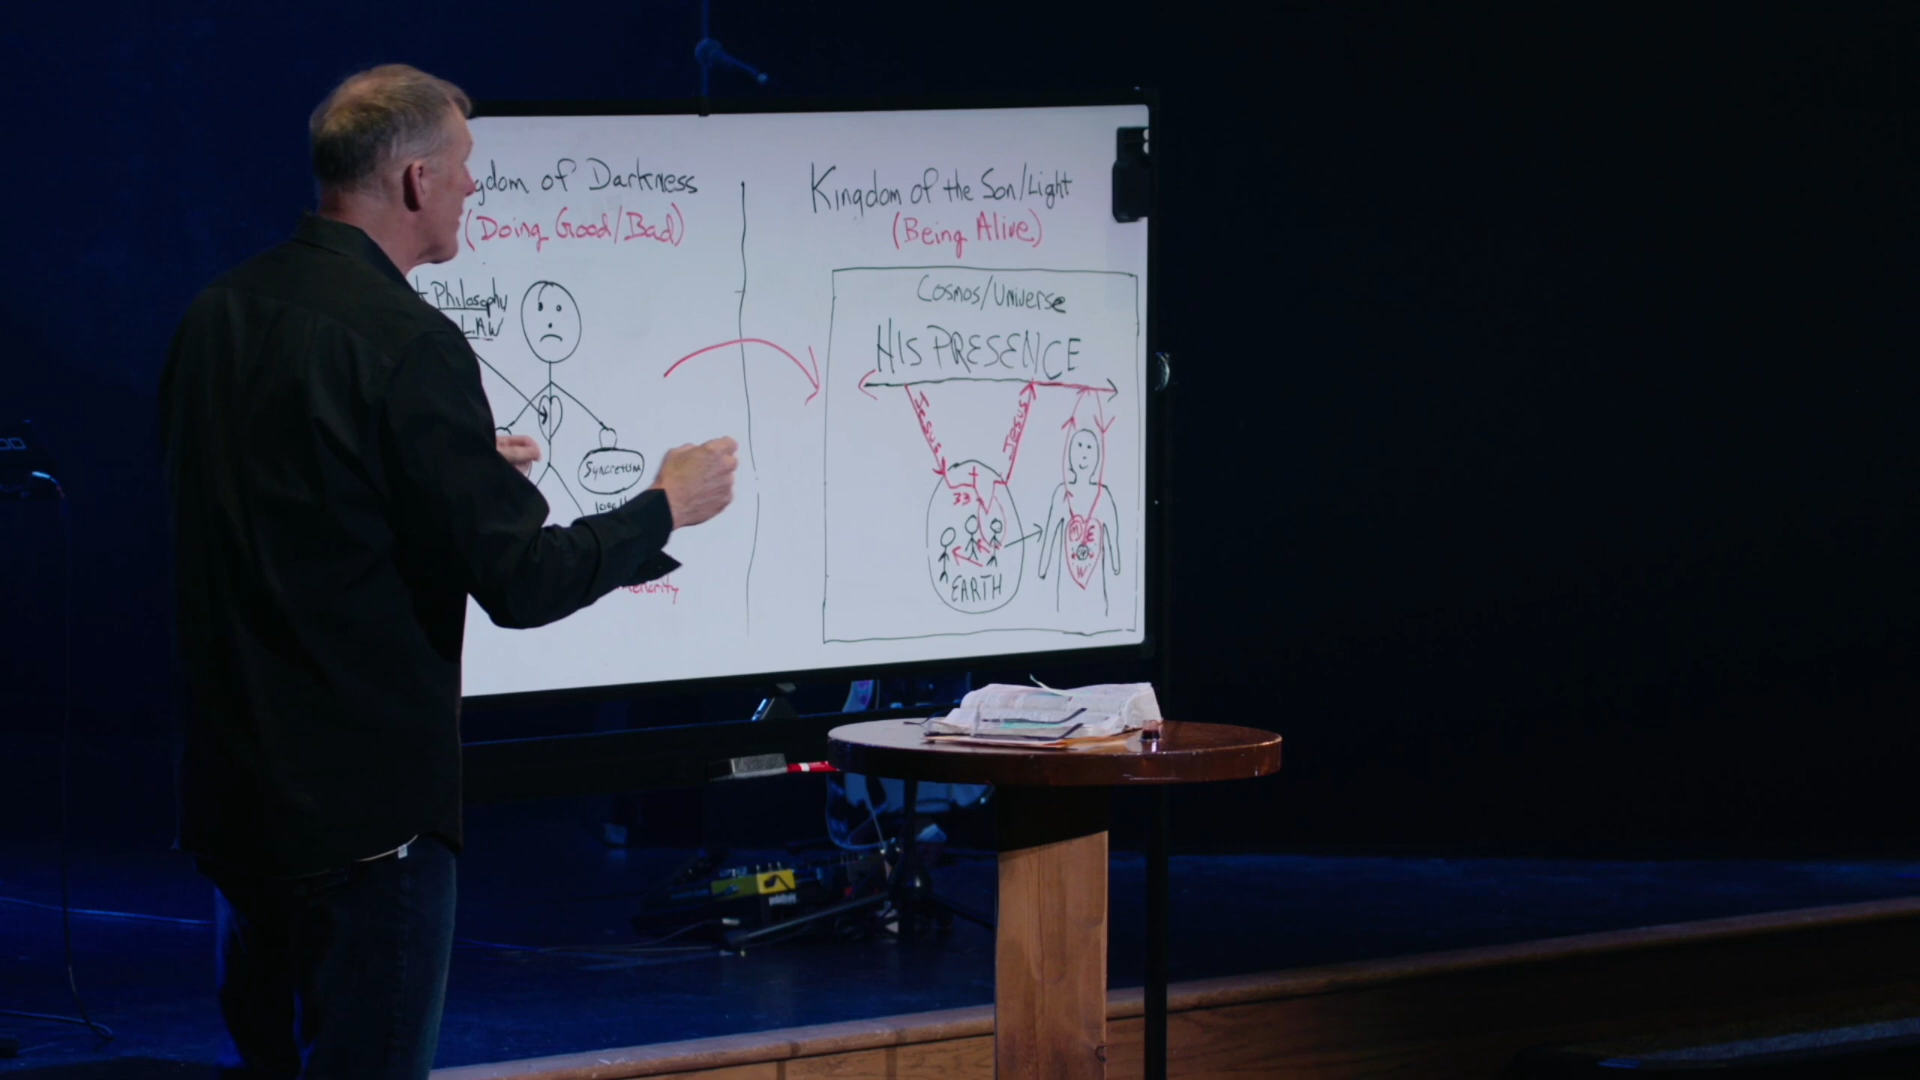 gdom of Darkness
(Doing Good/Bad)
Philosophy
LAW
Syncretism
Kingdom of the Son/Light
(Being Alive)
Cosmos/Universe
HIS PRESENCE
Jesus
Jesus
33
EARTH
M
E
W